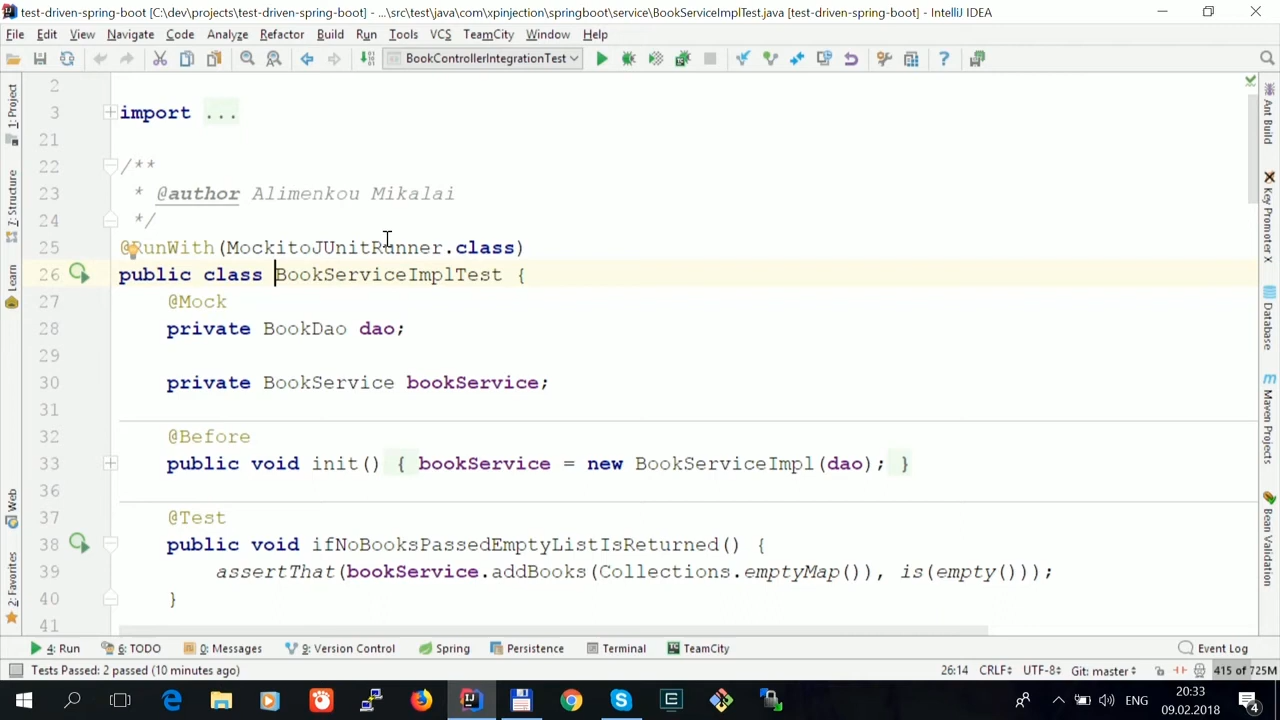 test-driven-spring-boot [C:\dev\projects\test-driven-spring-boot] - ...\src\test\java\com\xpinjection\springboot\service\BookServiceImplTest.java [test-driven-spring-boot] - IntelliJ IDEA
File Edit View Navigate Code Analyze Refactor Build Run Tools VCS TeamCity Window Help
BookControllerIntegrationTest
1: Project
7: Structure
Learn
Web
2: Favorites
2
3 import ...
21
22 /**
23 * @author Alimenkou Mikalai
24 */
25 @RunWith(MockitoJUnitRunner.class)
26 public class BookServiceImplTest {
27 @Mock
28 private BookDao dao;
29
30 private BookService bookService;
31
32 @Before
33 public void init() { bookService = new BookServiceImpl(dao); }
36
37 @Test
38 public void ifNoBooksPassedEmptyListIsReturned() {
39 assertThat(bookService.addBooks(Collections.emptyMap()), is(empty()));
40 }
41
Ant Build
Key Promoter X
Database
Maven Projects
Bean Validation
4: Run 6: TODO 0: Messages 9: Version Control Spring Persistence Terminal TeamCity Event Log
Tests Passed: 2 passed (10 minutes ago) 26:14 CRLF UTF-8 Git: master 415 of 725M
ENG 20:33
09.02.2018
4